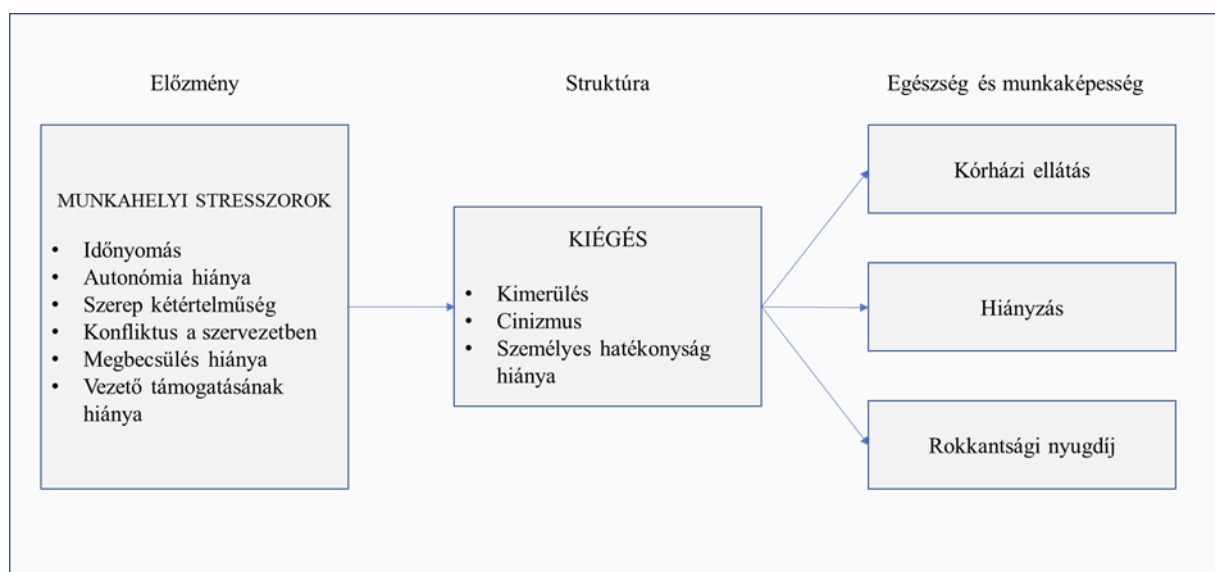 Előzmény
Struktúra
Egészség és munkaképesség
MUNKAHELYI STRESSZOROK
• Időnyomás
• Autonómia hiánya
• Szerep kétértelműség
• Konfliktus a szervezetben
• Megbecsülés hiánya
• Vezető támogatásának
hiánya
KIÉGÉS
• Kimerülés
• Cinizmus
• Személyes hatékonyság
hiánya
Kórházi ellátás
Hiányzás
Rokkantsági nyugdíj